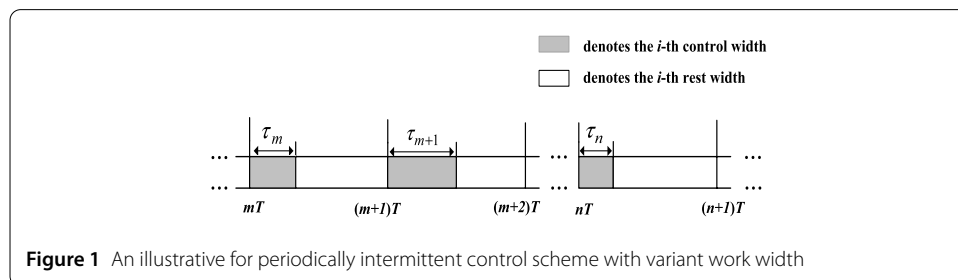 denotes the i-th control width
denotes the i-th rest width
τm τm+1 τn
... ... ...
... ... ...
mT (m+1)T (m+2)T nT (n+1)T
Figure 1 An illustrative for periodically intermittent control scheme with variant work width